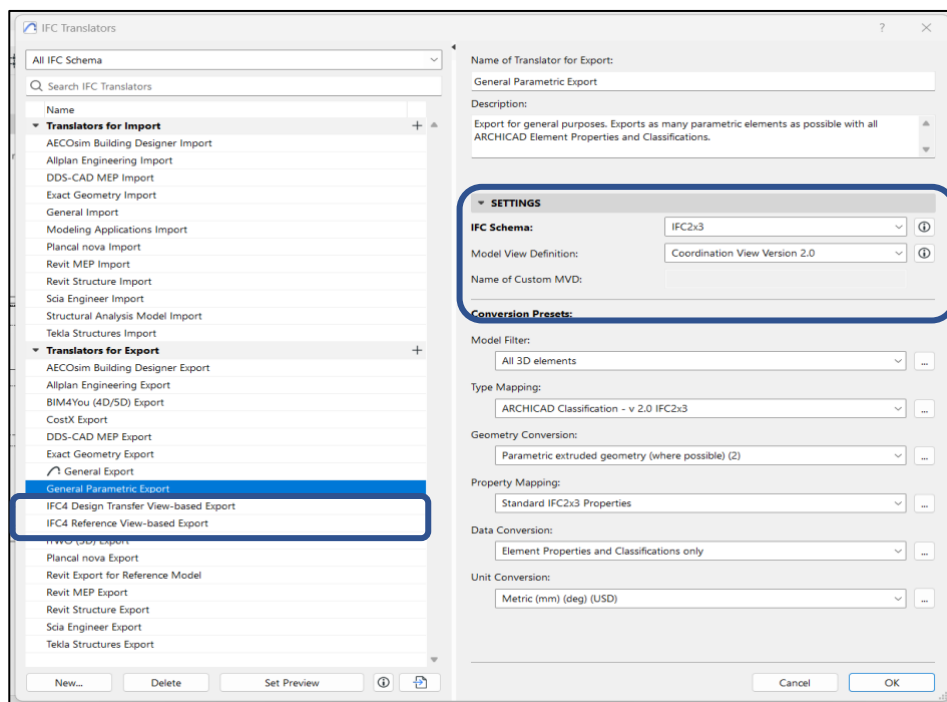 IFC Translators
?
All IFC Schema
Search IFC Translators
Name
Translators for Import
AECOsim Building Designer Import
Allplan Engineering Import
DDS-CAD MEP Import
Exact Geometry Import
General Import
Modeling Applications Import
Plancal nova Import
Revit MEP Import
Revit Structure Import
Scia Engineer Import
Structural Analysis Model Import
Tekla Structures Import
Translators for Export
AECOsim Building Designer Export
Allplan Engineering Export
BIM4You (4D/5D) Export
CostX Export
DDS-CAD MEP Export
Exact Geometry Export
General Export
General Parametric Export
IFC4 Design Transfer View-based Export
IFC4 Reference View-based Export
iTWO (5D) Export
Plancal nova Export
Revit Export for Reference Model
Revit MEP Export
Revit Structure Export
Scia Engineer Export
Tekla Structures Export
New...
Delete
Set Preview
Name of Translator for Export:
General Parametric Export
Description:
Export for general purposes. Exports as many parametric elements as possible with all
ARCHICAD Element Properties and Classifications.
SETTINGS
IFC Schema: IFC2x3
Model View Definition: Coordination View Version 2.0
Name of Custom MVD:
Conversion Presets:
Model Filter:
All 3D elements
...
Type Mapping:
ARCHICAD Classification - v 2.0 IFC2x3
...
Geometry Conversion:
Parametric extruded geometry (where possible) (2)
...
Property Mapping:
Standard IFC2x3 Properties
...
Data Conversion:
Element Properties and Classifications only
...
Unit Conversion:
Metric (mm) (deg) (USD)
...
Cancel
OK